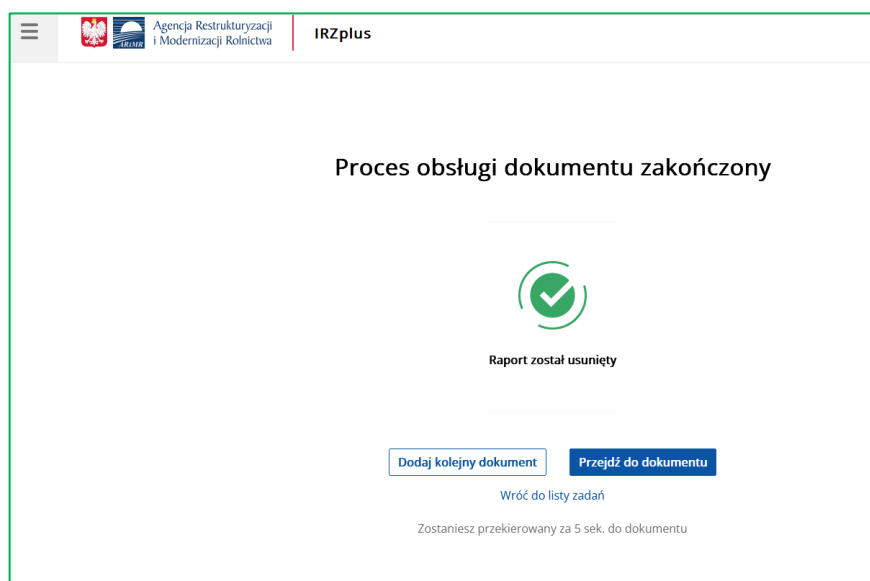 Agencja Restrukturyzacji
i Modernizacji Rolnictwa
ARiMR
IRZplus
Proces obsługi dokumentu zakończony
Raport został usunięty
Dodaj kolejny dokument
Przejdź do dokumentu
Wróć do listy zadań
Zostaniesz przekierowany za 5 sek. do dokumentu